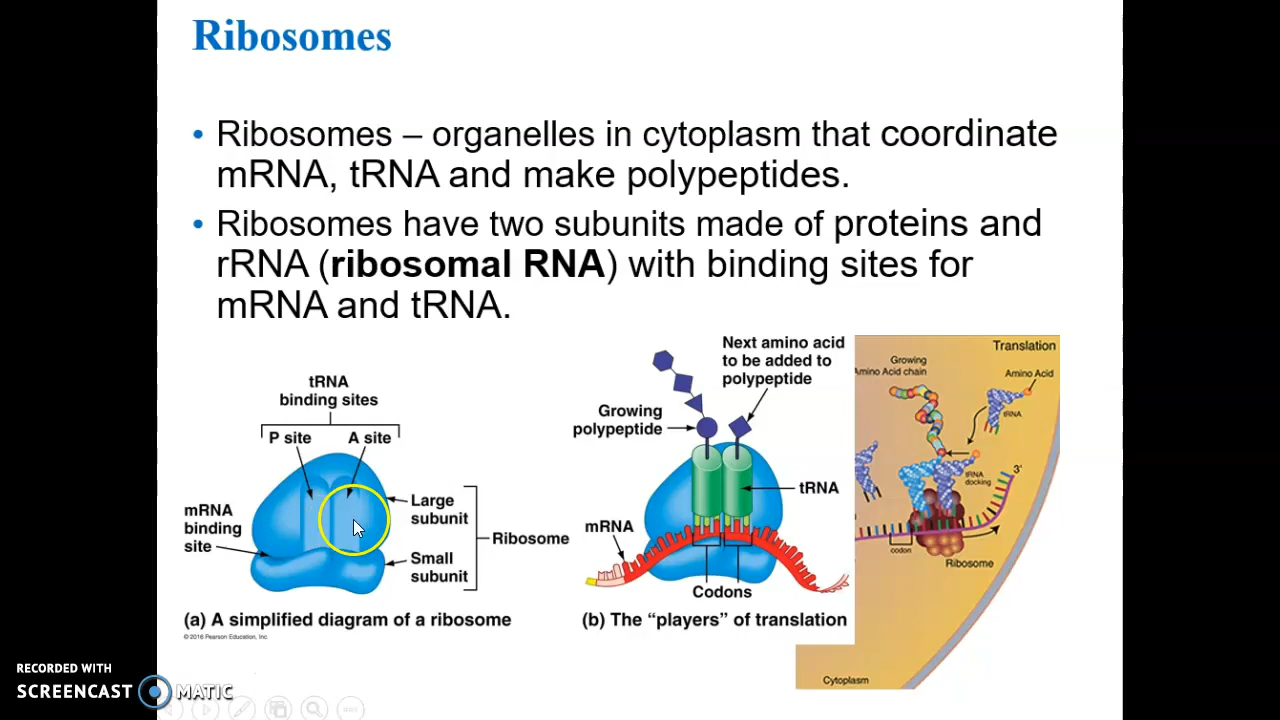 Ribosomes
• Ribosomes – organelles in cytoplasm that coordinate
mRNA, tRNA and make polypeptides.
• Ribosomes have two subunits made of proteins and
rRNA (ribosomal RNA) with binding sites for
mRNA and tRNA.
tRNA
binding sites
P site
A site
mRNA
binding
site
Large
subunit
Ribosome
Small
subunit
(a) A simplified diagram of a ribosome
© 2016 Pearson Education, Inc.
Next amino acid
to be added to
polypeptide
Growing
polypeptide
tRNA
mRNA
Codons
(b) The “players” of translation
Translation
Growing
Amino Acid chain
Amino Acid
tRNA
tRNA
docking
3'
codon
Ribosome
Cytoplasm
RECORDED WITH
SCREENCAST MATIC